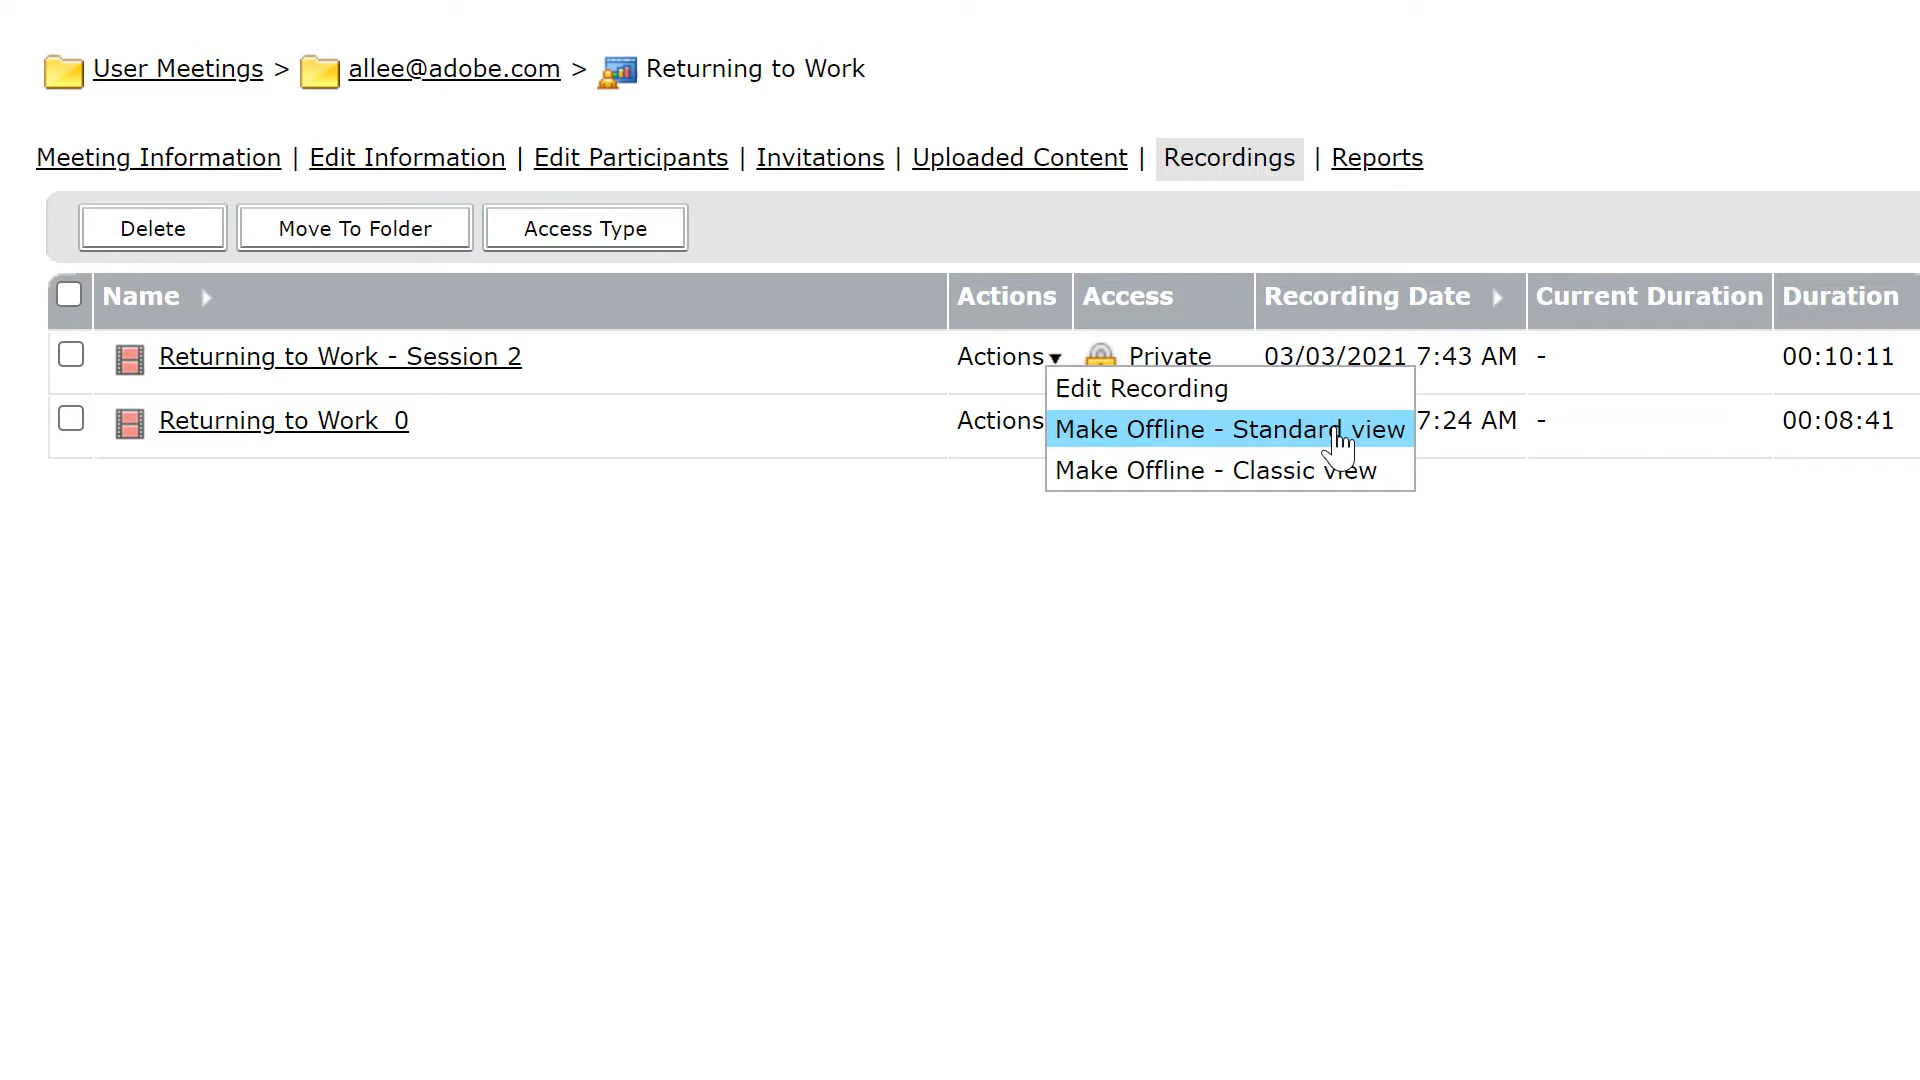 User Meetings > allee@adobe.com > Returning to Work
Meeting Information | Edit Information | Edit Participants | Invitations | Uploaded Content | Recordings | Reports
Delete Move To Folder Access Type
Name Actions Access Recording Date Current Duration Duration
Returning to Work - Session 2 Actions Private 03/03/2021 7:43 AM - 00:10:11
Edit Recording
Returning to Work_0 Actions 7:24 AM - 00:08:41
Make Offline - Standard view
Make Offline - Classic view